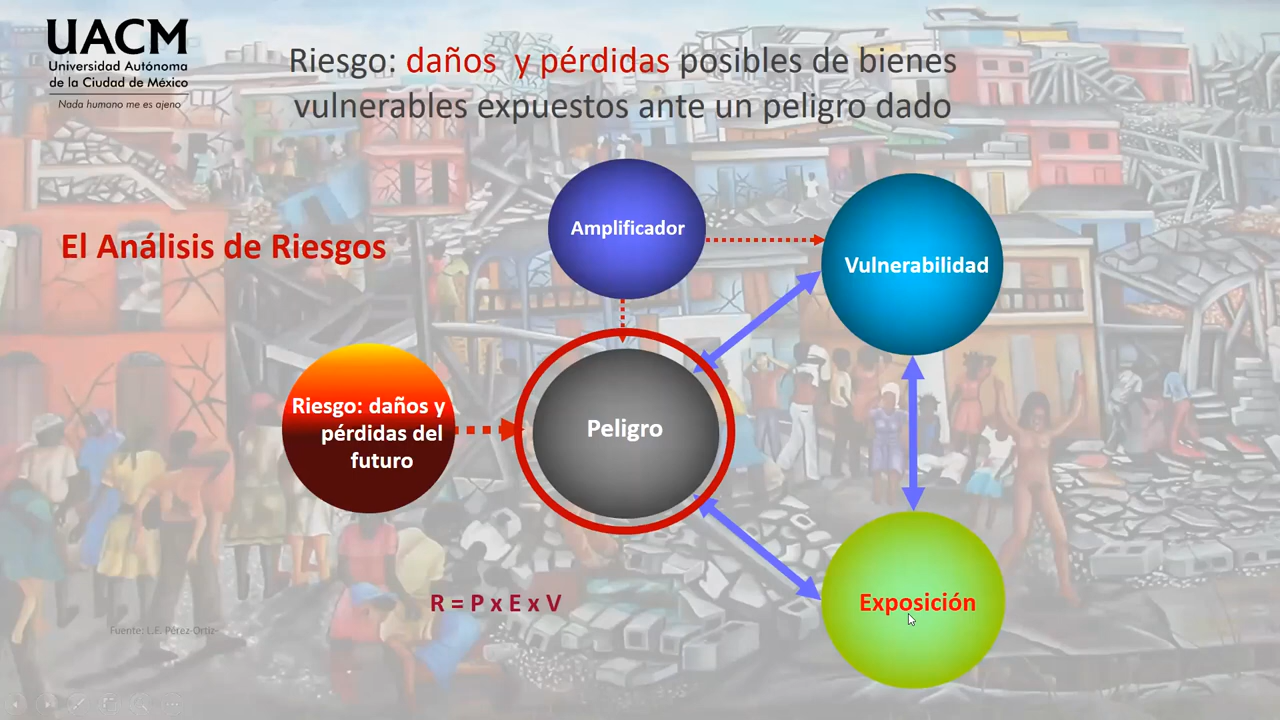 UACM
Universidad Autónoma
de la Ciudad de México
Nada humano me es ajeno
Riesgo: daños y pérdidas posibles de bienes
vulnerables expuestos ante un peligro dado
El Análisis de Riesgos
Amplificador
Vulnerabilidad
Riesgo: daños y
pérdidas del
futuro
Peligro
R = P x E x V
Exposición
Fuente: L.F. Pérez-Ortiz-